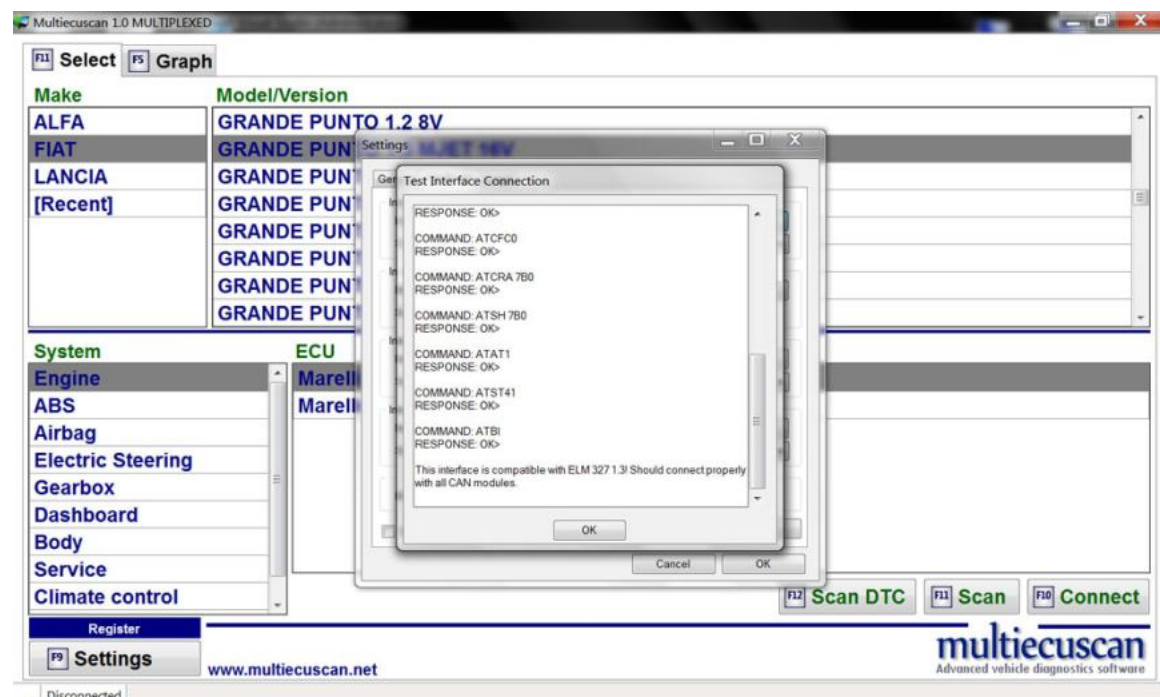 Multiecuscan 1.0 MULTIPLEXED
F11 Select F5 Graph
Make Model/Version
ALFA
FIAT
LANCIA
[Recent]
GRANDE PUNTO 1.2 8V
GRANDE PUN MJET 16V
GRANDE PUN
GRANDE PUN
GRANDE PUN
GRANDE PUN
GRANDE PUN
GRANDE PUN
Settings
Ger
Test Interface Connection
RESPONSE: OK>
COMMAND: ATCFC0
RESPONSE: OK>
COMMAND: ATCRA 7B0
RESPONSE: OK>
COMMAND: ATSH 7B0
RESPONSE: OK>
COMMAND: ATAT1
RESPONSE: OK>
COMMAND: ATST41
RESPONSE: OK>
COMMAND: ATBI
RESPONSE: OK>
This interface is compatible with ELM 327 1.3! Should connect properly
with all CAN modules.
OK
Cancel OK
System ECU
Engine
ABS
Airbag
Electric Steering
Gearbox
Dashboard
Body
Service
Climate control
Marell
Marell
F12 Scan DTC F11 Scan F10 Connect
Register
F9 Settings
www.multiecuscan.net
multiecuscan
Advanced vehicle diagnostics software
Disconnected